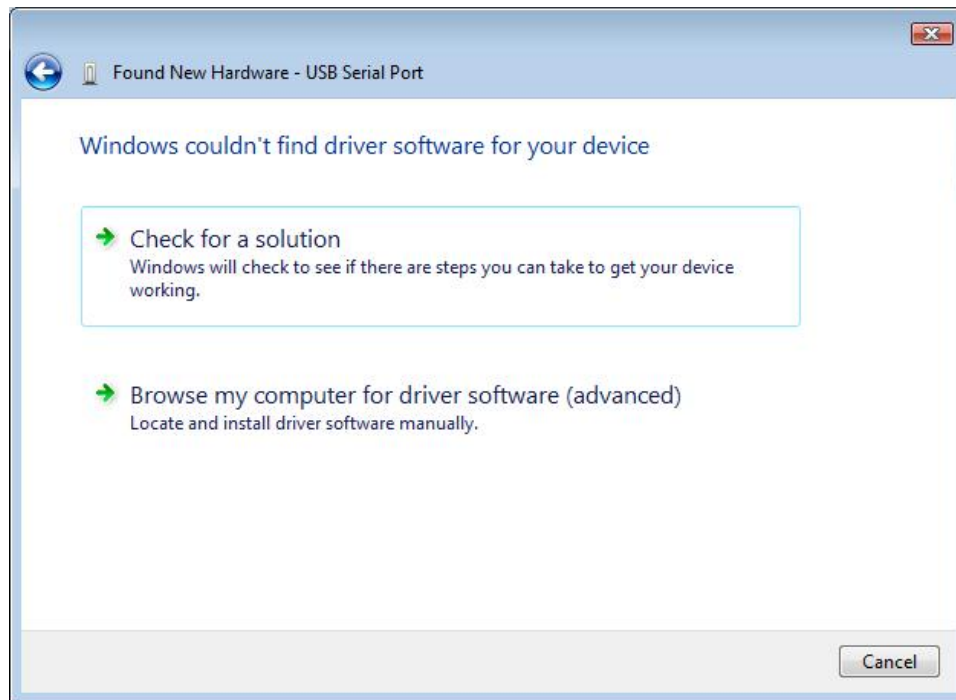 Found New Hardware - USB Serial Port
Windows couldn't find driver software for your device
Check for a solution
Windows will check to see if there are steps you can take to get your device
working.
Browse my computer for driver software (advanced)
Locate and install driver software manually.
Cancel